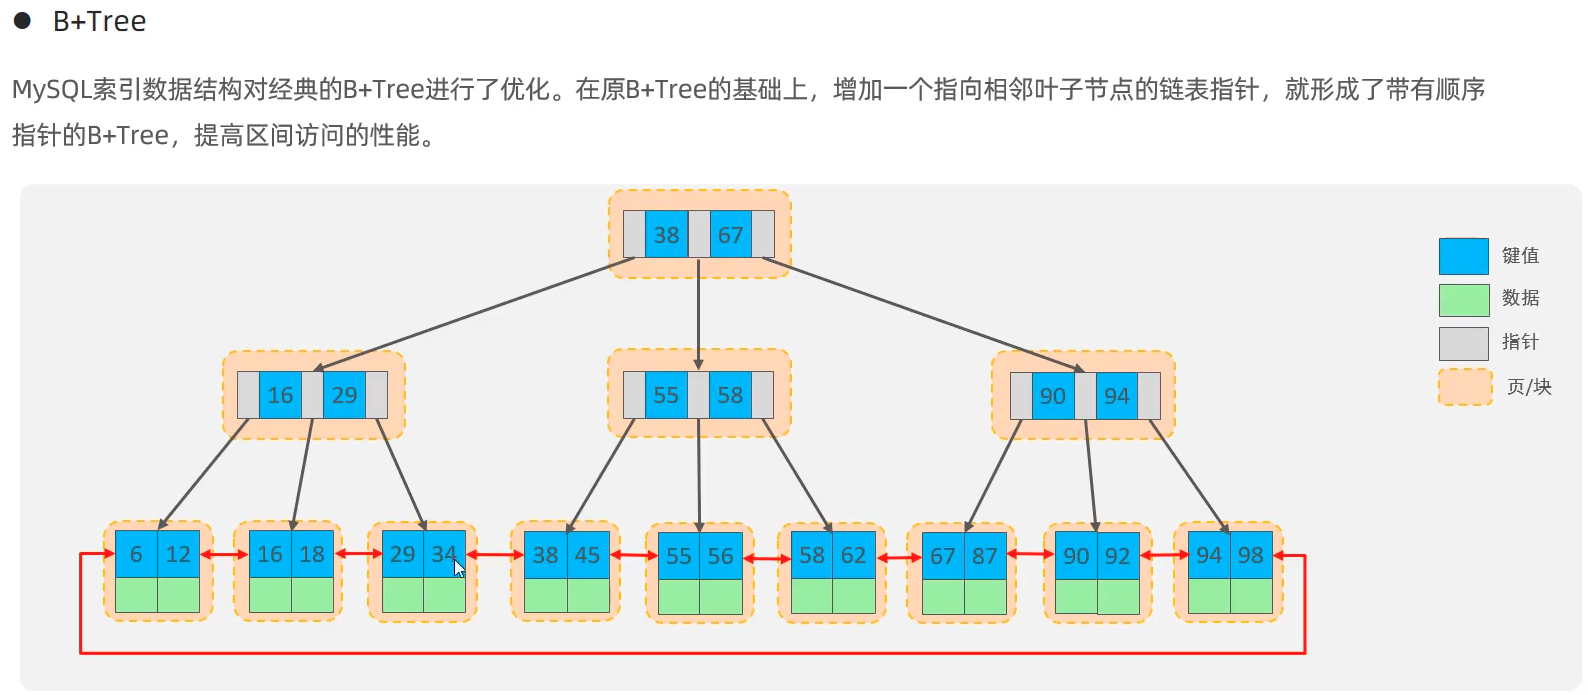 ● B+Tree
MySQL索引数据结构对经典的B+Tree进行了优化。在原B+Tree的基础上，增加一个指向相邻叶子节点的链表指针，就形成了带有顺序
指针的B+Tree，提高区间访问的性能。
38 67
键值
数据
指针
页/块
16 29
55 58
90 94
6 12
16 18
29 34
38 45
55 56
58 62
67 87
90 92
94 98